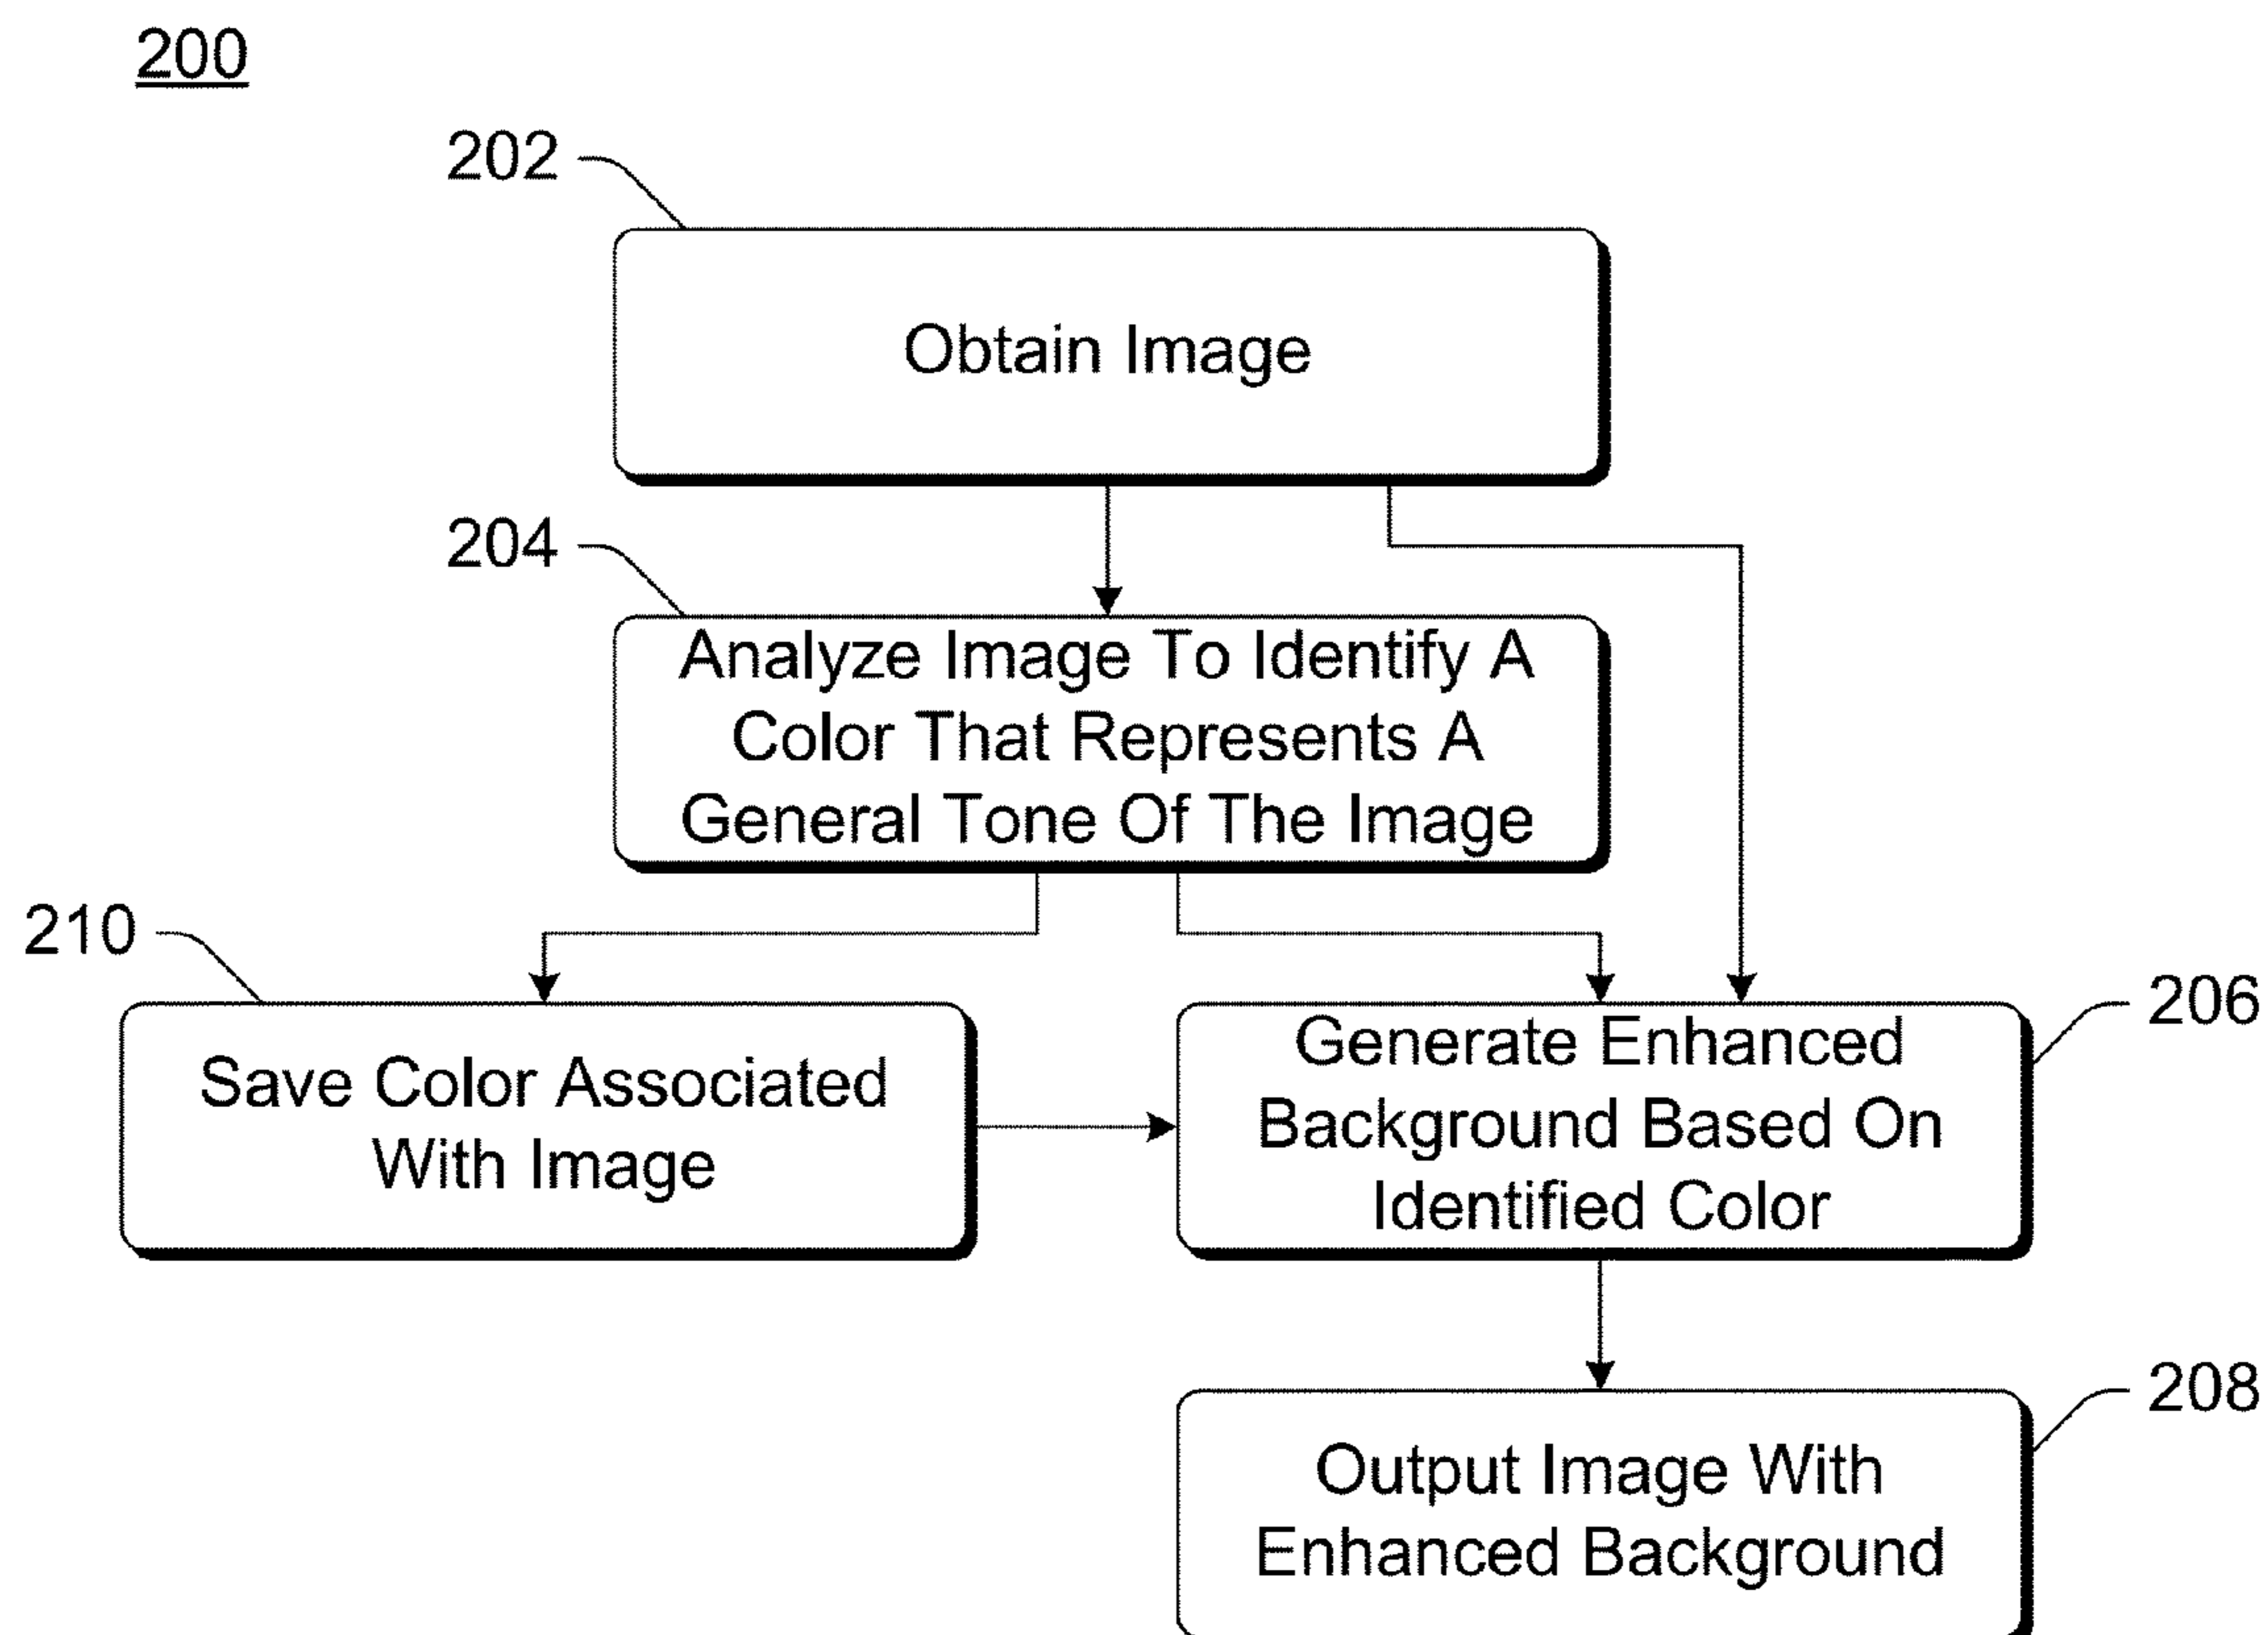 200
202
Obtain Image
204
Analyze Image To Identify A
Color That Represents A
General Tone Of The Image
210
Save Color Associated
With Image
206
Generate Enhanced
Background Based On
Identified Color
208
Output Image With
Enhanced Background